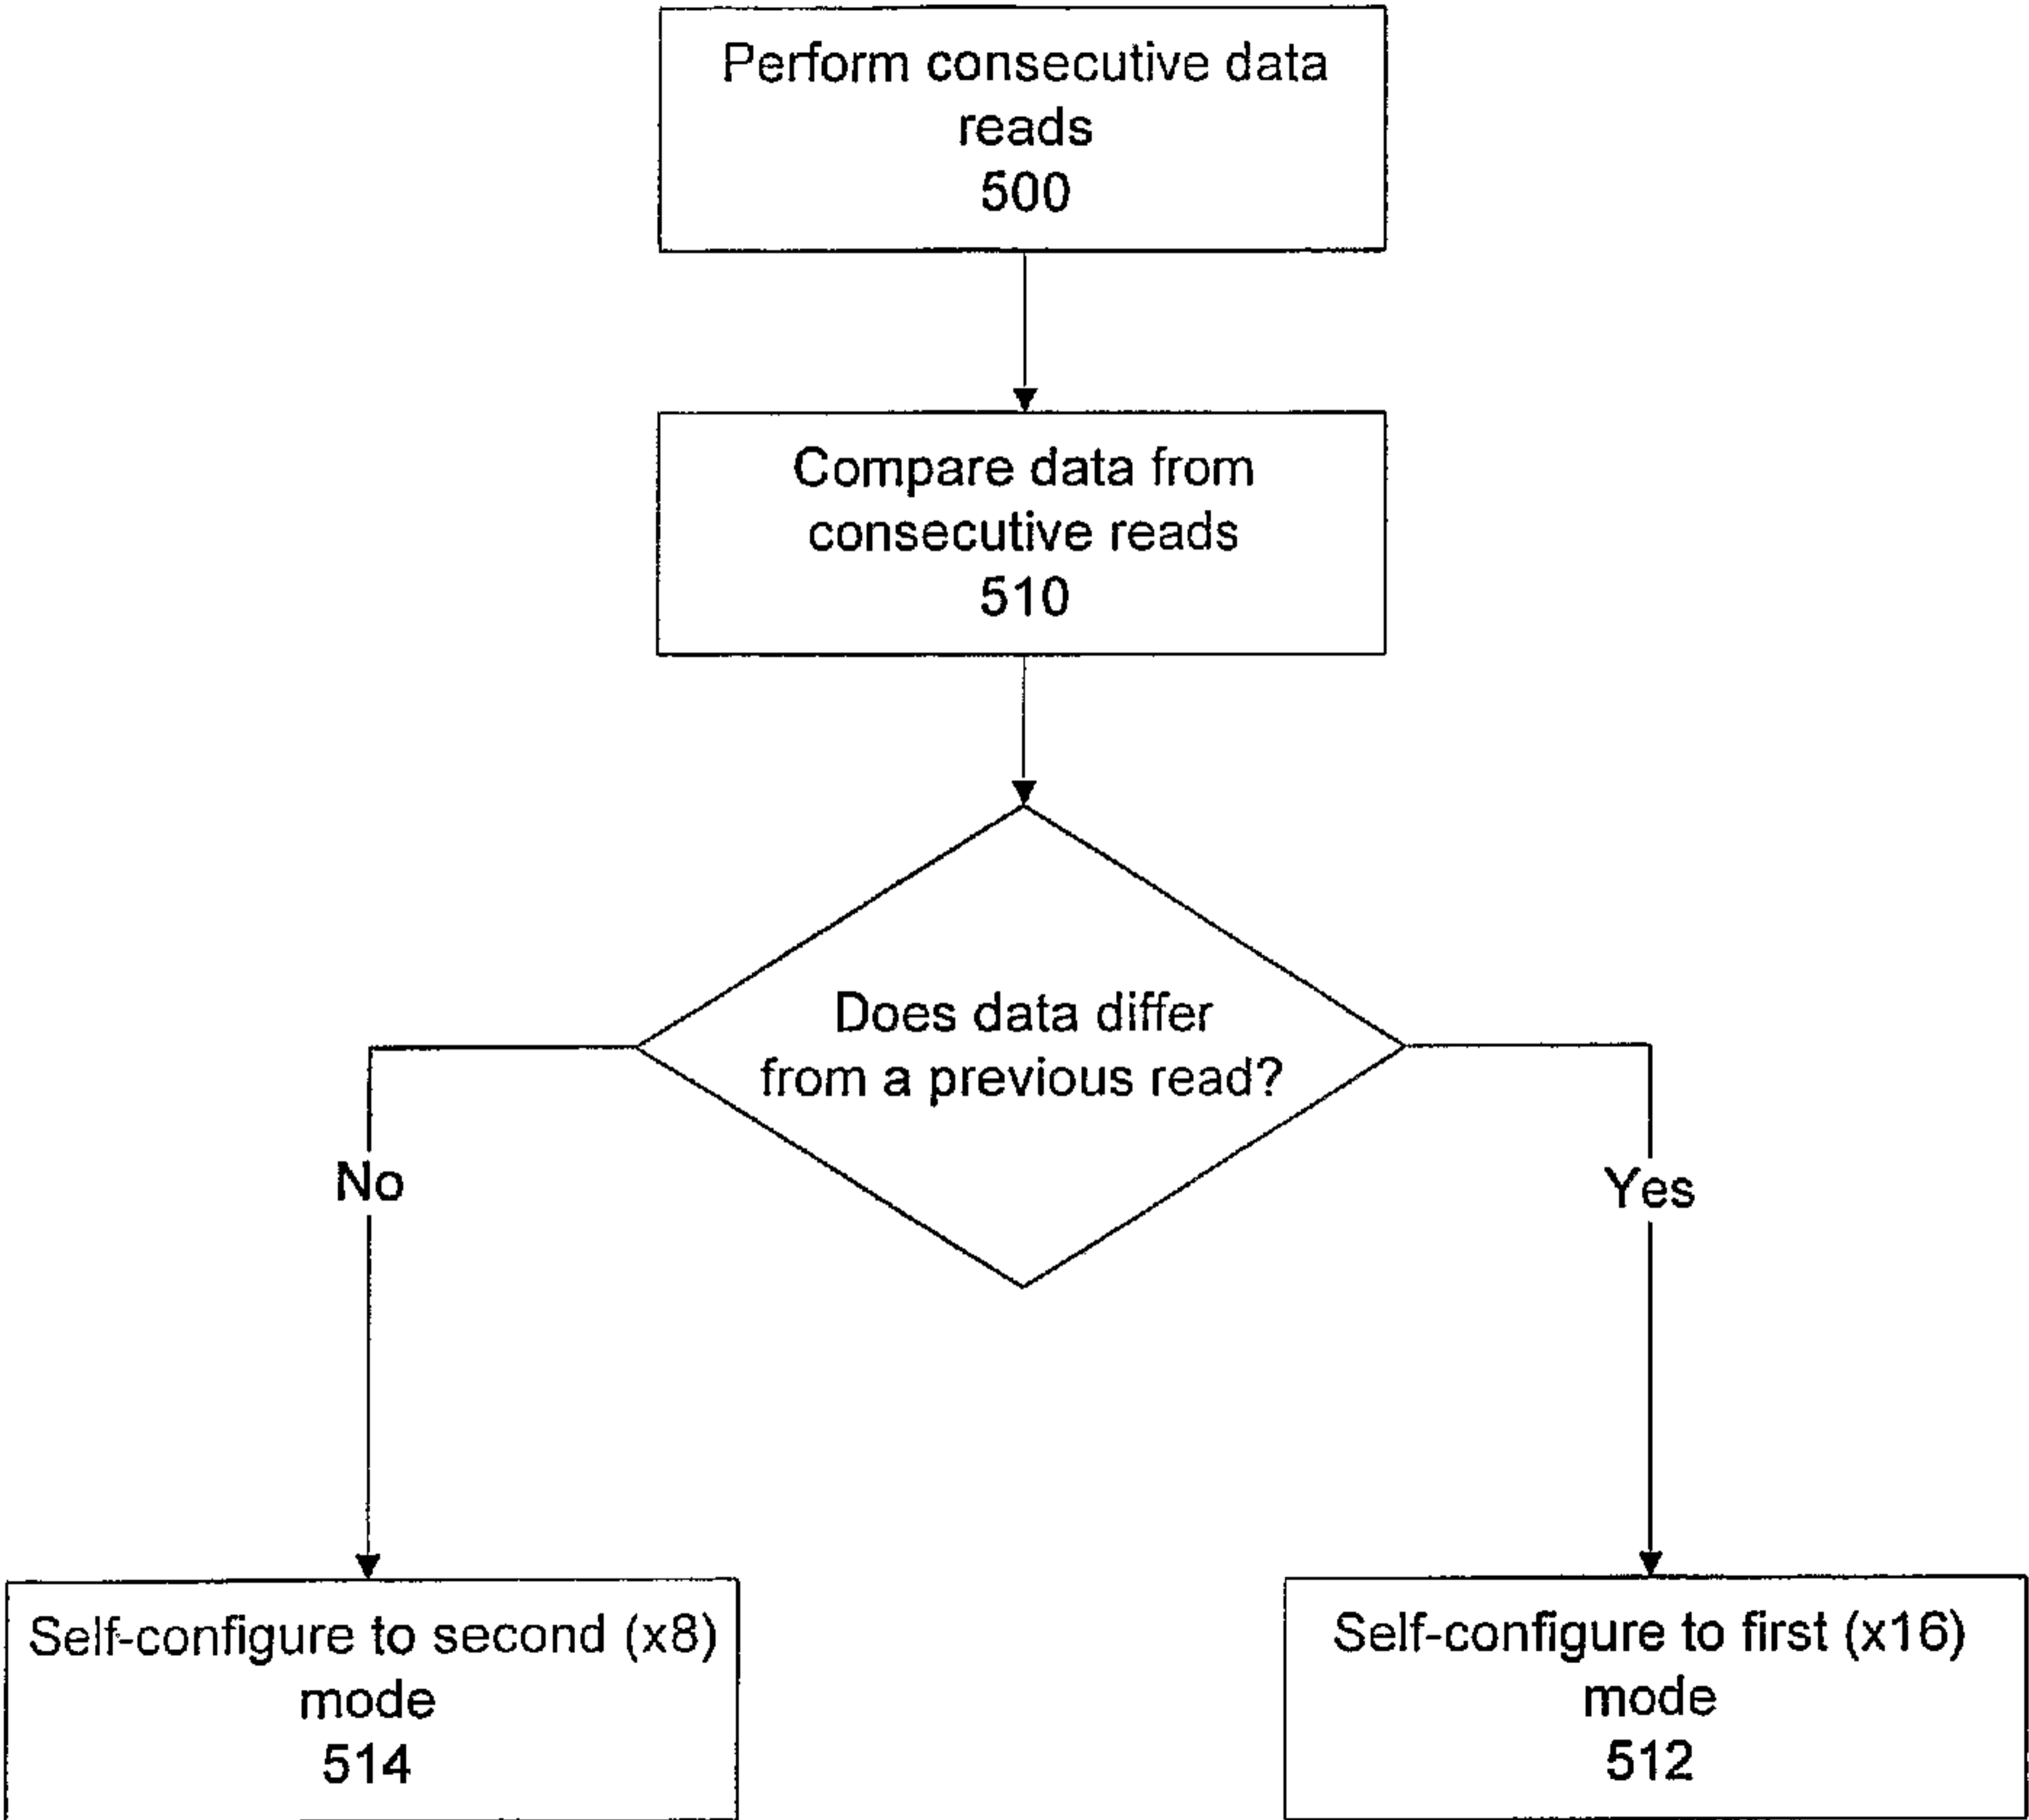 Perform consecutive data
reads
500
Compare data from
consecutive reads
510
Does data differ
from a previous read?
No
Yes
Self-configure to second (x8)
mode
514
Self-configure to first (x16)
mode
512